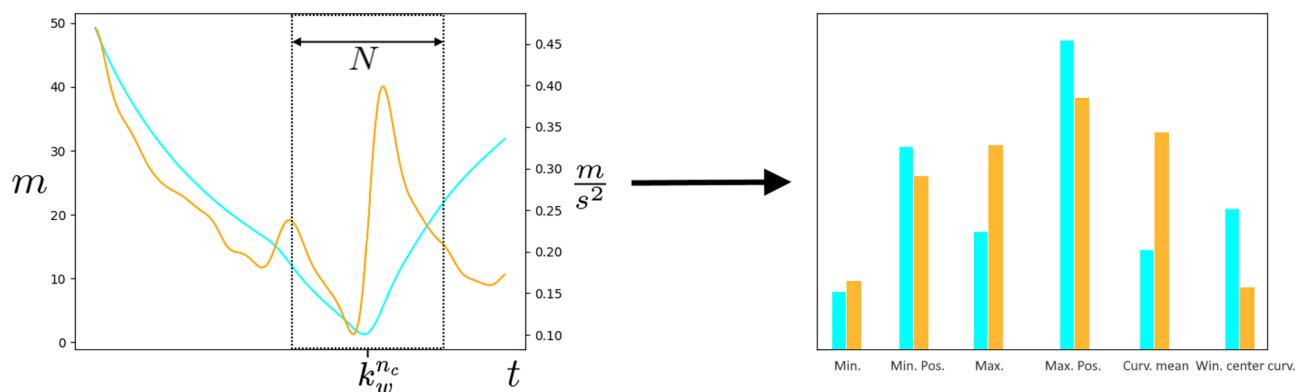 50
40
30
20
10
0
m
N
0.45
0.40
0.35
0.30
0.25
0.20
0.15
0.10
m
s²
k_w^{n_c}
t
Min.
Min. Pos.
Max.
Max. Pos.
Curv. mean
Win. center curv.